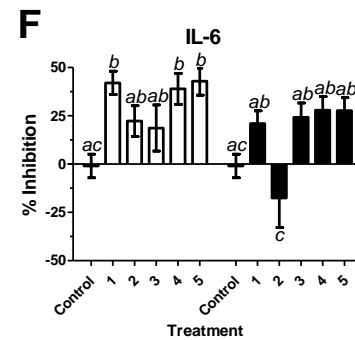 F
IL-6
% Inhibition
50
25
0
-25
-50
ac b ab ab b b ac ab c ab ab ab
Control 1 2 3 4 5 Control 1 2 3 4 5
Treatment